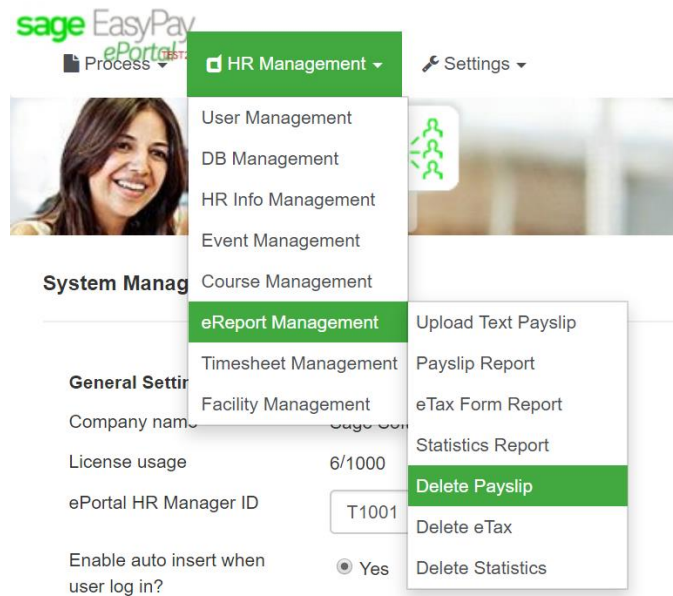 sage EasyPay
ePortal TEST2
Process
HR Management
Settings
User Management
DB Management
HR Info Management
Event Management
Course Management
System Manag
eReport Management
Upload Text Payslip
Timesheet Management
Payslip Report
General Settin
Facility Management
eTax Form Report
Company name
Statistics Report
License usage
6/1000
Delete Payslip
ePortal HR Manager ID
T1001
Delete eTax
Enable auto insert when
user log in?
Yes
Delete Statistics